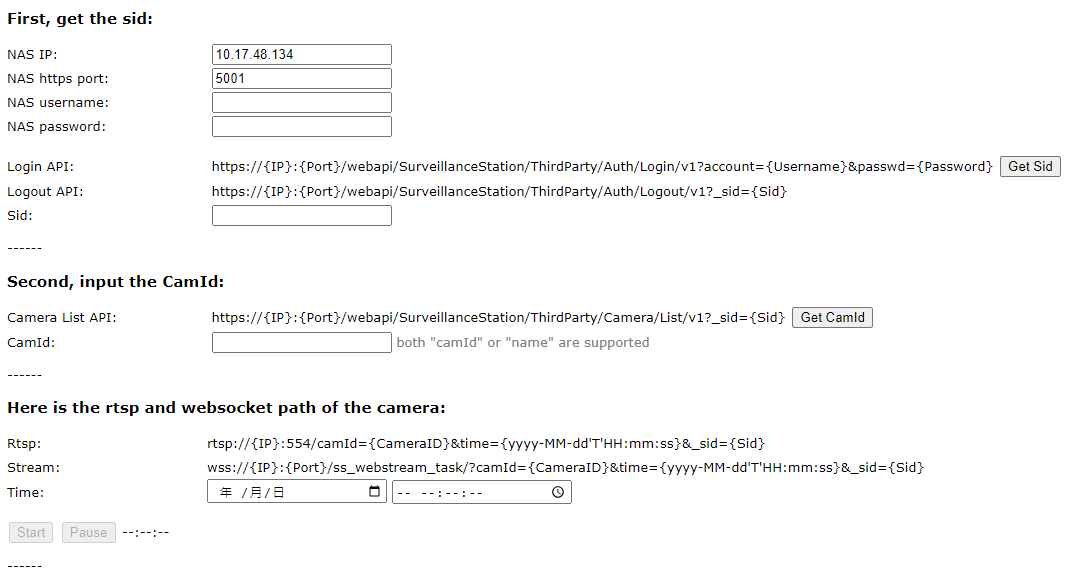 First, get the sid:
NAS IP: 10.17.48.134
NAS https port: 5001
NAS username:
NAS password:
Login API: https://{IP}:{Port}/webapi/SurveillanceStation/ThirdParty/Auth/Login/v1?account={Username}&passwd={Password} Get Sid
Logout API: https://{IP}:{Port}/webapi/SurveillanceStation/ThirdParty/Auth/Logout/v1?_sid={Sid}
Sid:
------
Second, input the CamId:
Camera List API: https://{IP}:{Port}/webapi/SurveillanceStation/ThirdParty/Camera/List/v1?_sid={Sid} Get CamId
CamId: both "camId" or "name" are supported
------
Here is the rtsp and websocket path of the camera:
Rtsp: rtsp://{IP}:554/camId={CameraID}&time={yyyy-MM-dd'T'HH:mm:ss}&_sid={Sid}
Stream: wss://{IP}:{Port}/ss_webstream_task/?camId={CameraID}&time={yyyy-MM-dd'T'HH:mm:ss}&_sid={Sid}
Time: 年 /月/日 -- --:--:--
Start Pause --:--:--
------